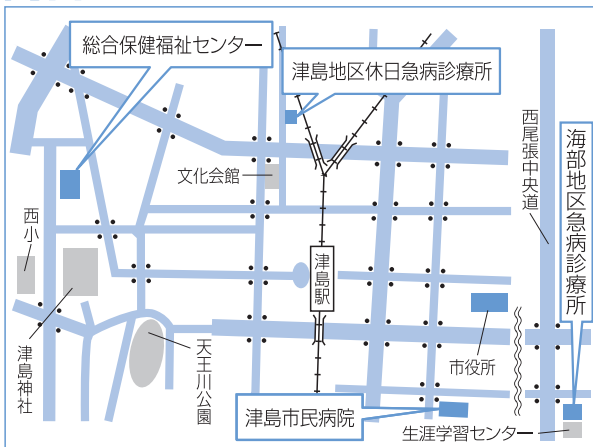 総合保健福祉センター
津島地区休日急病診療所
西尾張中央道
海部地区急病診療所
文化会館
西小
津島駅
津島神社
天王川公園
市役所
津島市民病院
生涯学習センター